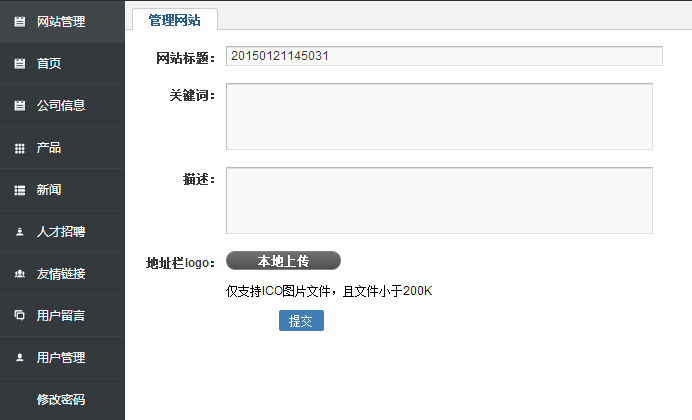 网站管理
首页
公司信息
产品
新闻
人才招聘
友情链接
用户留言
用户管理
修改密码
管理网站
网站标题： 20150121145031
关键词：
描述：
地址栏logo： 本地上传
仅支持ICO图片文件，且文件小于200K
提交